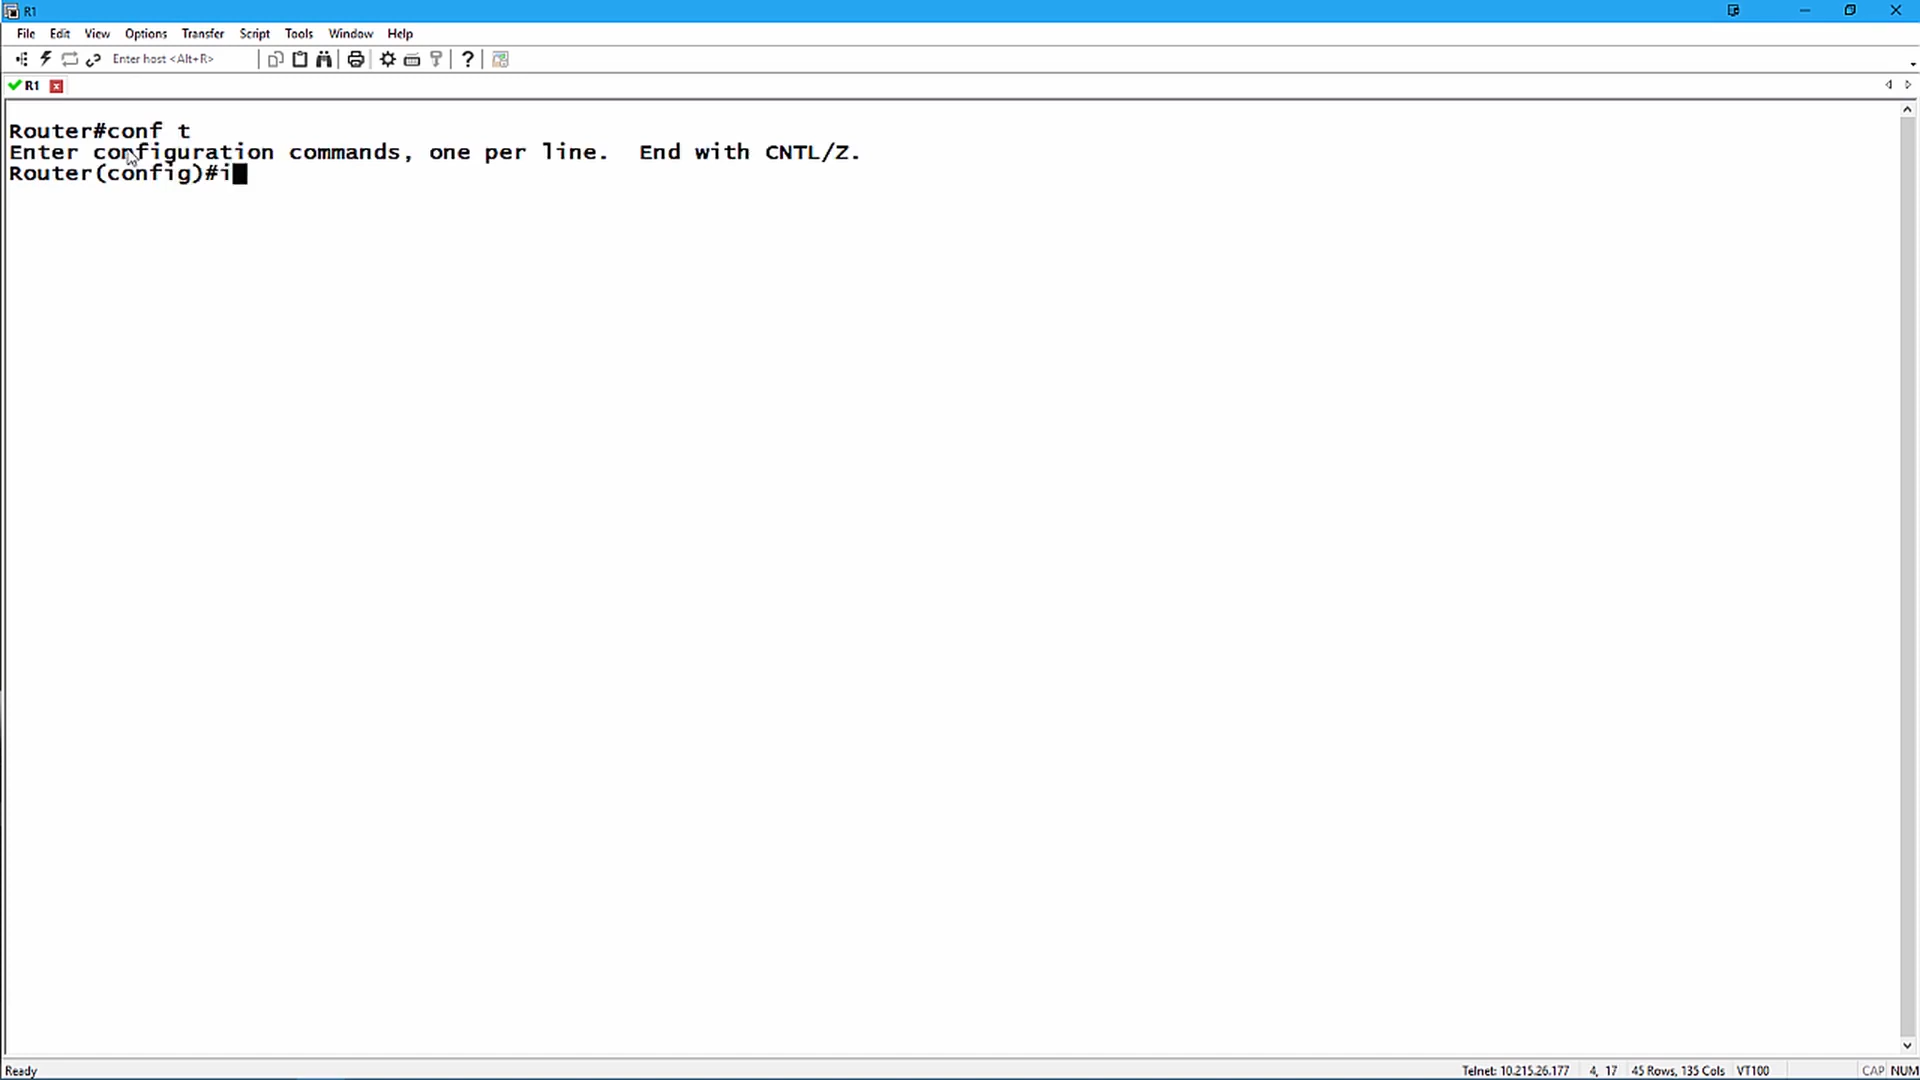 R1
File Edit View Options Transfer Script Tools Window Help
Enter host <Alt+R>
R1
Router#conf t
Enter configuration commands, one per line.  End with CNTL/Z.
Router(config)#i
Ready Telnet: 10.215.26.177 4, 17 45 Rows, 135 Cols VT100 CAP NUM